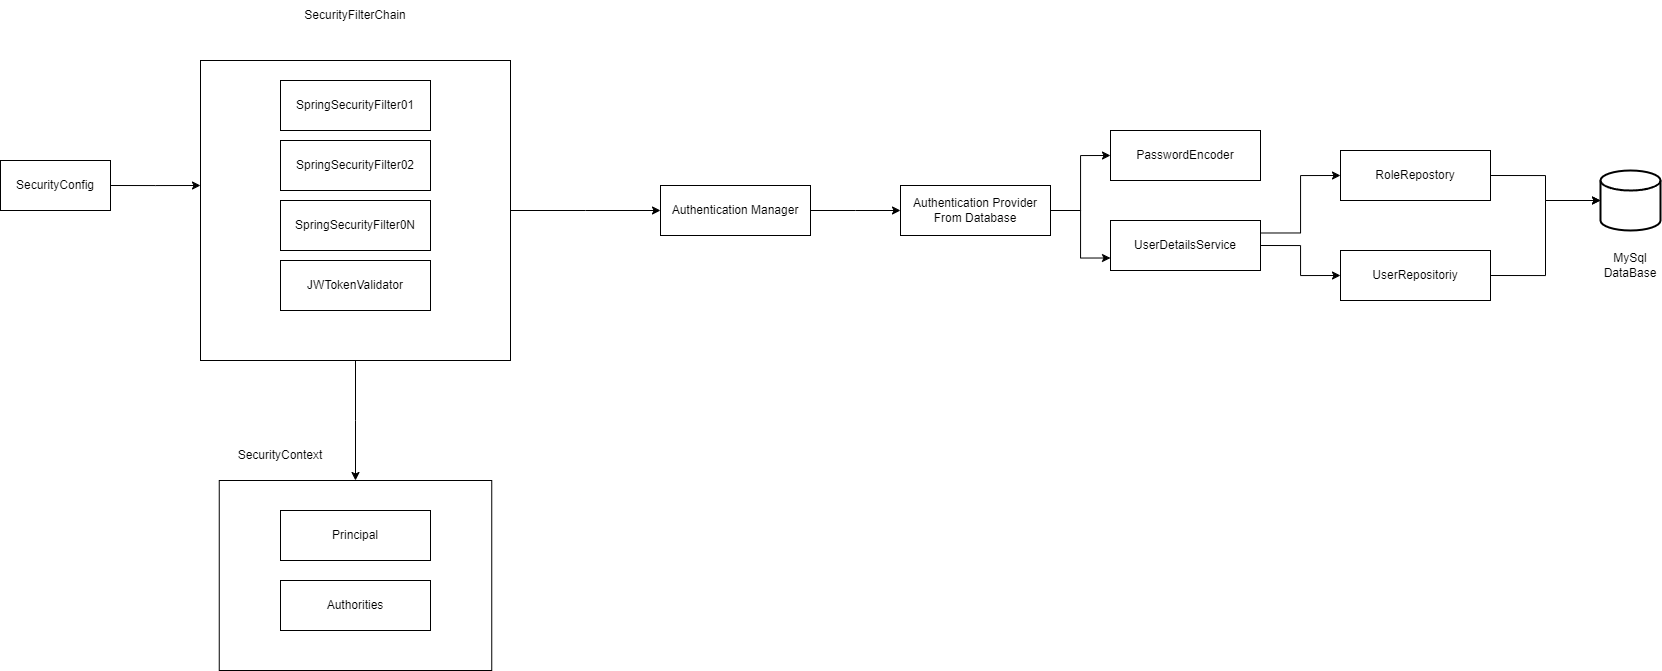 SecurityFilterChain
SpringSecurityFilter01
SpringSecurityFilter02
SpringSecurityFilter0N
JWTokenValidator
SecurityConfig
Authentication Manager
Authentication Provider
From Database
PasswordEncoder
UserDetailsService
RoleRepostory
UserRepositoriy
MySql
DataBase
SecurityContext
Principal
Authorities